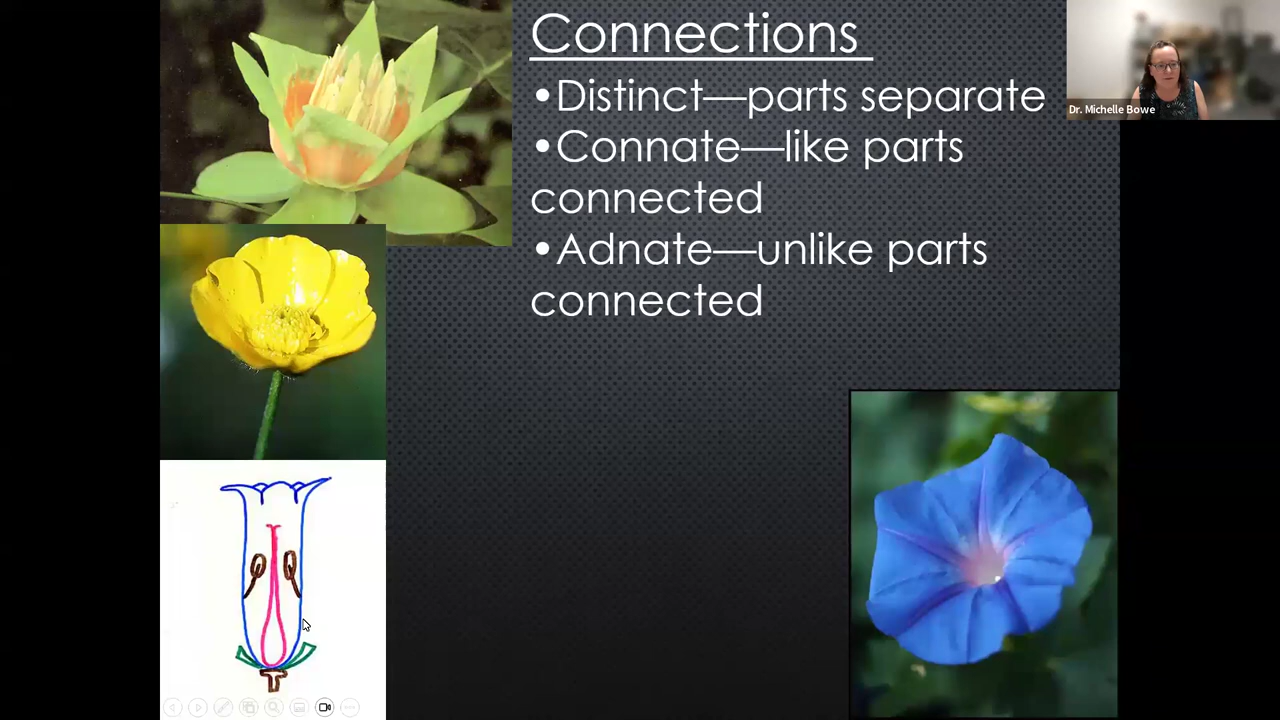 Connections
•Distinct—parts separate
•Connate—like parts
connected
•Adnate—unlike parts
connected
Dr. Michelle Bowe